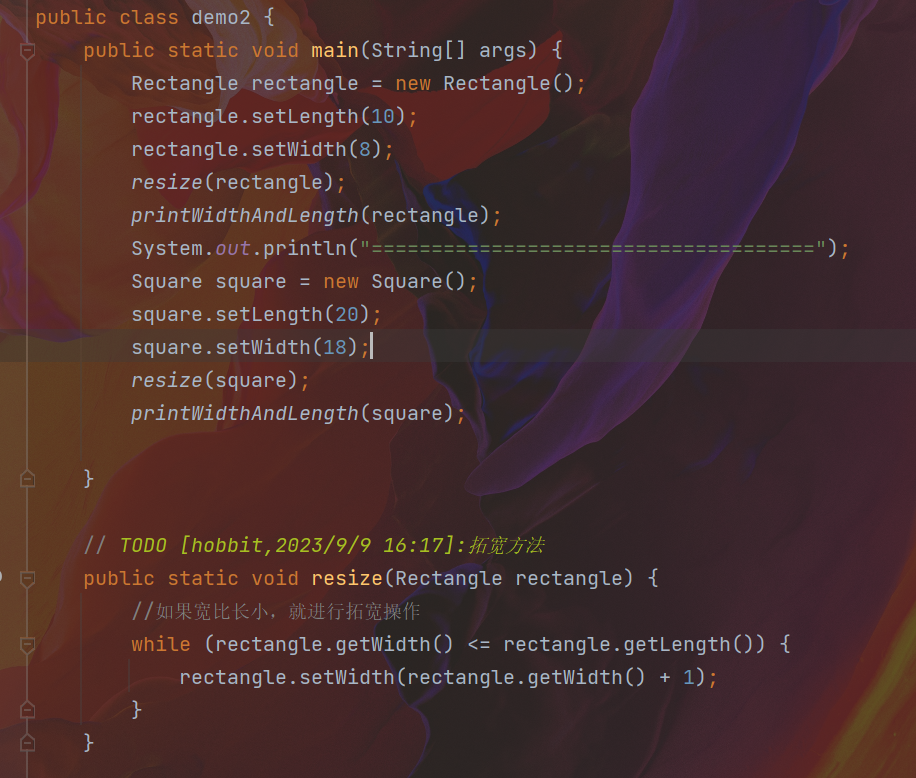 public class demo2 {
public static void main(String[] args) {
Rectangle rectangle = new Rectangle();
rectangle.setLength(10);
rectangle.setWidth(8);
resize(rectangle);
printWidthAndLength(rectangle);
System.out.println("=====================================");
Square square = new Square();
square.setLength(20);
square.setWidth(18);
resize(square);
printWidthAndLength(square);
}
// TODO [hobbit,2023/9/9 16:17]:拓宽方法
public static void resize(Rectangle rectangle) {
//如果宽比长小，就进行拓宽操作
while (rectangle.getWidth() <= rectangle.getLength()) {
rectangle.setWidth(rectangle.getWidth() + 1);
}
}